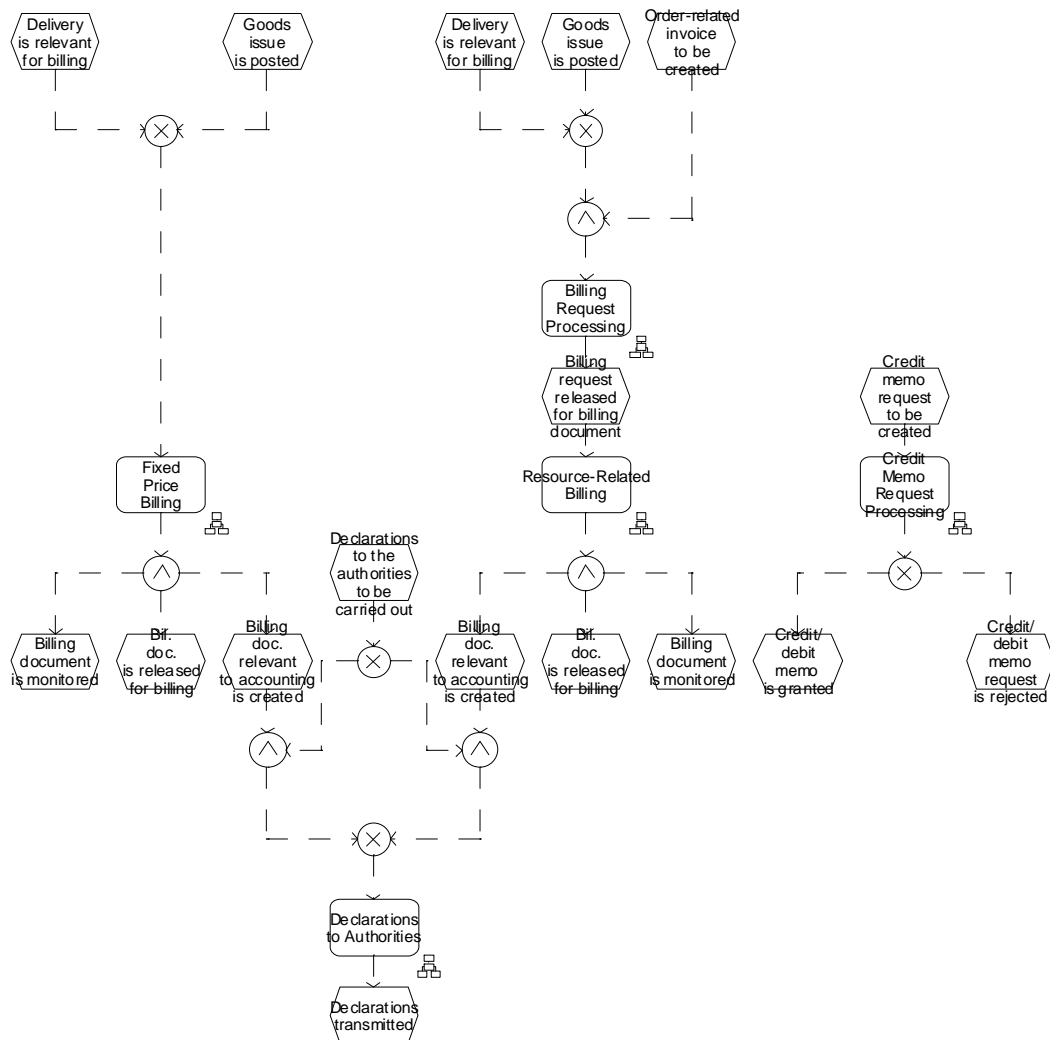 Delivery
is relevant
for billing
Goods
issue
is posted
Delivery
is relevant
for billing
Goods
issue
is posted
Order-related
invoice
to be
created
Billing
Request
Processing
Billing
request
released
for billing
document
Credit
memo
request
to be
created
Fixed
Price
Billing
Resource-Related
Billing
Credit
Memo
Request
Processing
Declarations
to the
authorities
to be
carried out
Billing
document
is monitored
Bil.
doc.
is released
for billing
Billing
doc.
relevant
to accounting
is created
Billing
doc.
relevant
to accounting
is created
Bil.
doc.
is released
for billing
Billing
document
is monitored
Credit/
debit
memo
is granted
Credit/
debit
memo
request
is rejected
Declarations
to Authorities
Declarations
transmitted